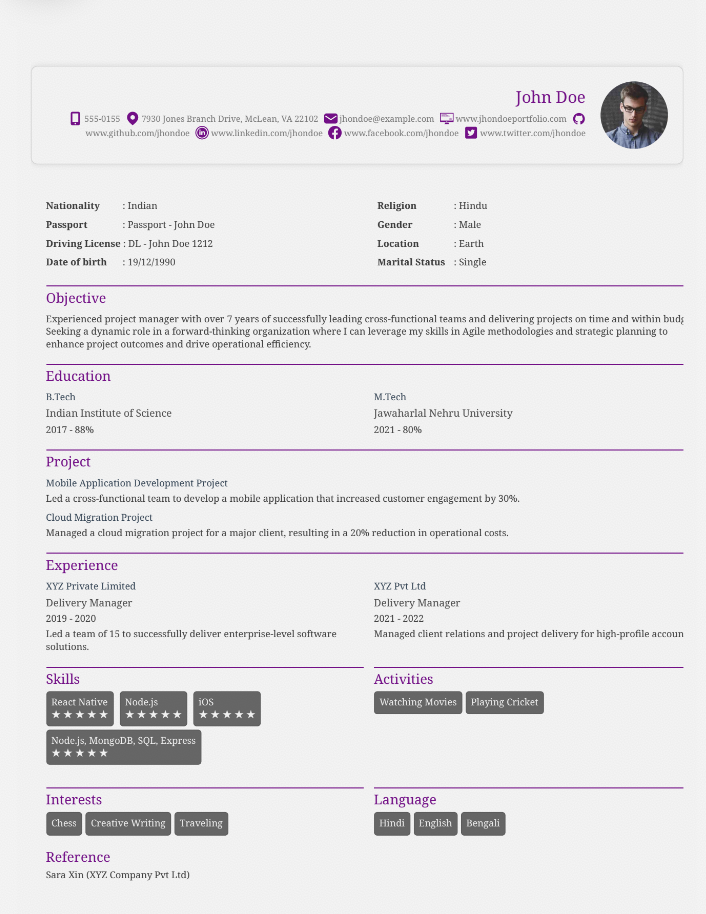 John Doe
555-0155 7930 Jones Branch Drive, McLean, VA 22102 jhondoe@example.com www.jhondoeportfolio.com
www.github.com/jhondoe www.linkedin.com/jhondoe www.facebook.com/jhondoe www.twitter.com/jhondoe
Nationality : Indian
Religion : Hindu
Passport : Passport - John Doe
Gender : Male
Driving License : DL - John Doe 1212
Location : Earth
Date of birth : 19/12/1990
Marital Status : Single
Objective
Experienced project manager with over 7 years of successfully leading cross-functional teams and delivering projects on time and within
Seeking a dynamic role in a forward-thinking organization where I can leverage my skills in Agile methodologies and strategic planning to
enhance project outcomes and drive operational efficiency.
Education
B.Tech
Indian Institute of Science
2017 - 88%
M.Tech
Jawaharlal Nehru University
2021 - 80%
Project
Mobile Application Development Project
Led a cross-functional team to develop a mobile application that increased customer engagement by 30%.
Cloud Migration Project
Managed a cloud migration project for a major client, resulting in a 20% reduction in operational costs.
Experience
XYZ Private Limited
Delivery Manager
2019 - 2020
Led a team of 15 to successfully deliver enterprise-level software
solutions.
XYZ Pvt Ltd
Delivery Manager
2021 - 2022
Managed client relations and project delivery for high-profile accoun
Skills
React Native
★★★★★
Node.js
★★★★★
iOS
★★★★★
Node.js, MongoDB, SQL, Express
★★★★★
Activities
Watching Movies
Playing Cricket
Interests
Chess
Creative Writing
Traveling
Language
Hindi
English
Bengali
Reference
Sara Xin (XYZ Company Pvt Ltd)